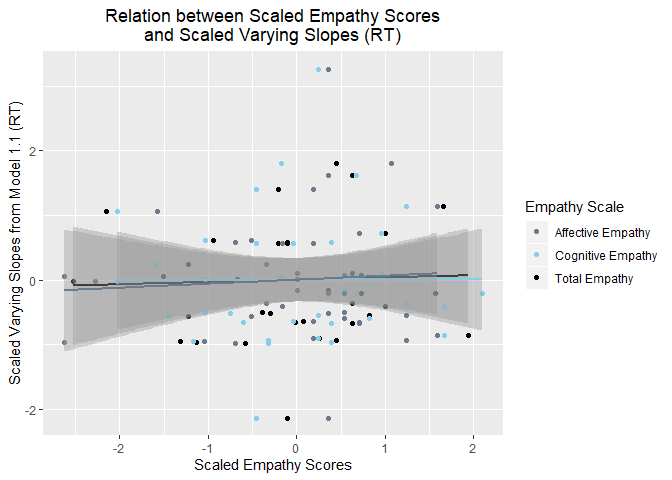 Relation between Scaled Empathy Scores
and Scaled Varying Slopes (RT)
Scaled Varying Slopes from Model 1.1 (RT)
2
0
-2
-2
-1
0
1
2
Scaled Empathy Scores
Empathy Scale
Affective Empathy
Cognitive Empathy
Total Empathy